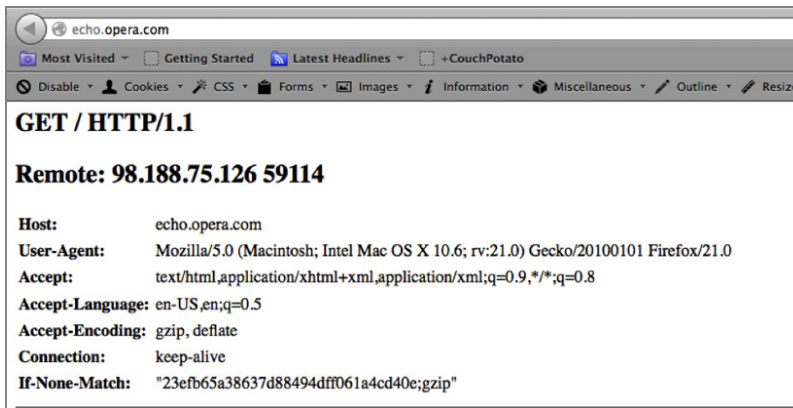 echo.opera.com
Most Visited Getting Started Latest Headlines +CouchPotato
Disable Cookies CSS Forms Images Information Miscellaneous Outline Resize
GET / HTTP/1.1
Remote: 98.188.75.126 59114
Host: echo.opera.com
User-Agent: Mozilla/5.0 (Macintosh; Intel Mac OS X 10.6; rv:21.0) Gecko/20100101 Firefox/21.0
Accept: text/html,application/xhtml+xml,application/xml;q=0.9,*/*;q=0.8
Accept-Language: en-US,en;q=0.5
Accept-Encoding: gzip, deflate
Connection: keep-alive
If-None-Match: "23efb65a38637d88494dff061a4cd40e;gzip"